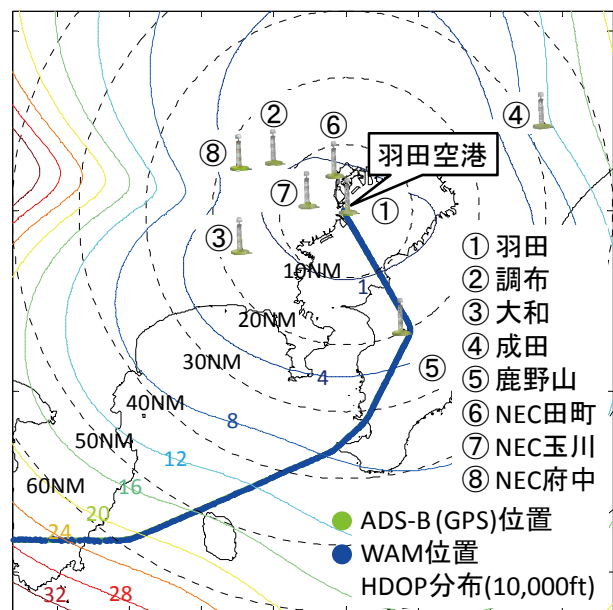 ②
⑥
④
⑧
羽田空港
⑦
①
③
① 羽田
② 調布
10NM
1
③ 大和
20NM
④ 成田
30NM
4
⑤
⑤ 鹿野山
40NM
8
⑥ NEC田町
50NM
12
⑦ NEC玉川
60NM
16
⑧ NEC府中
20
24
ADS-B (GPS)位置
WAM位置
HDOP分布(10,000ft)
32
28